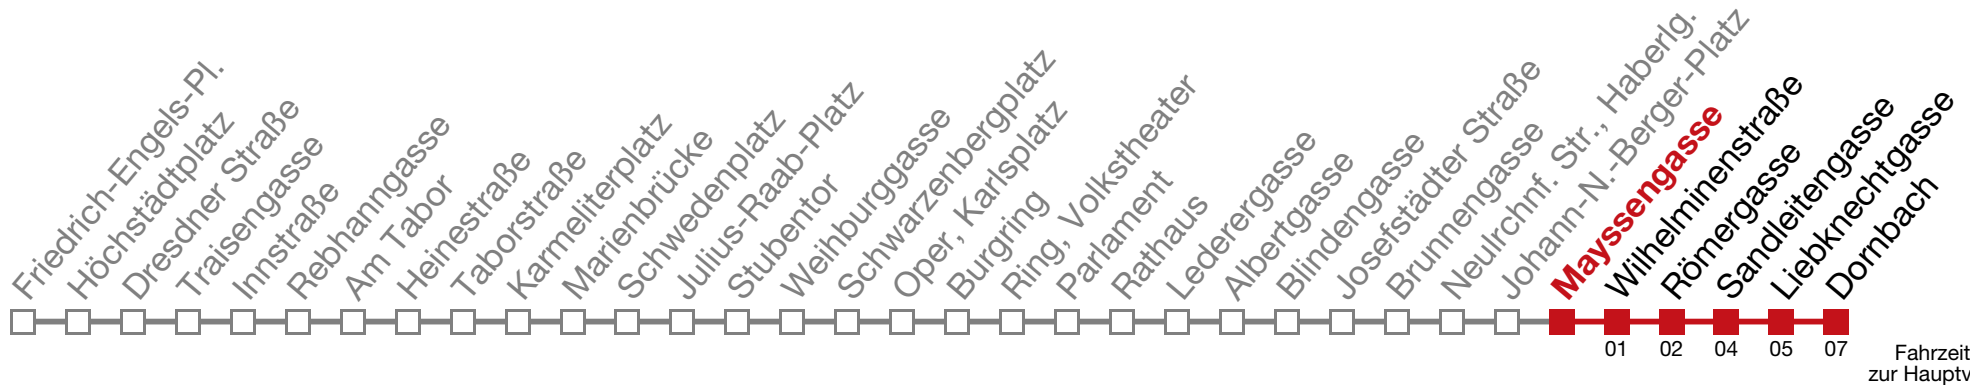 Friedrich-Engels-Pl.
Höchstädtplatz
Dresdner Straße
Traisengasse
Innstraße
Rebhanngasse
Am Tabor
Heinestraße
Taborstraße
Karmeliterplatz
Marienbrücke
Schwedenplatz
Julius-Raab-Platz
Stubentor
Weihburggasse
Schwarzenbergplatz
Oper, Karlsplatz
Burgring
Ring, Volkstheater
Parlament
Rathaus
Lederergasse
Albertgasse
Blindengasse
Josefstädter Straße
Brunnengasse
Neulrchnf. Str., Haberlg.
Johann-N.-Berger-Platz
Mayssengasse
Wilhelminenstraße
Römergasse
Sandleitengasse
Liebknechtgasse
Dornbach
01 02 04 05 07
Fahrzeit
zur Hauptv